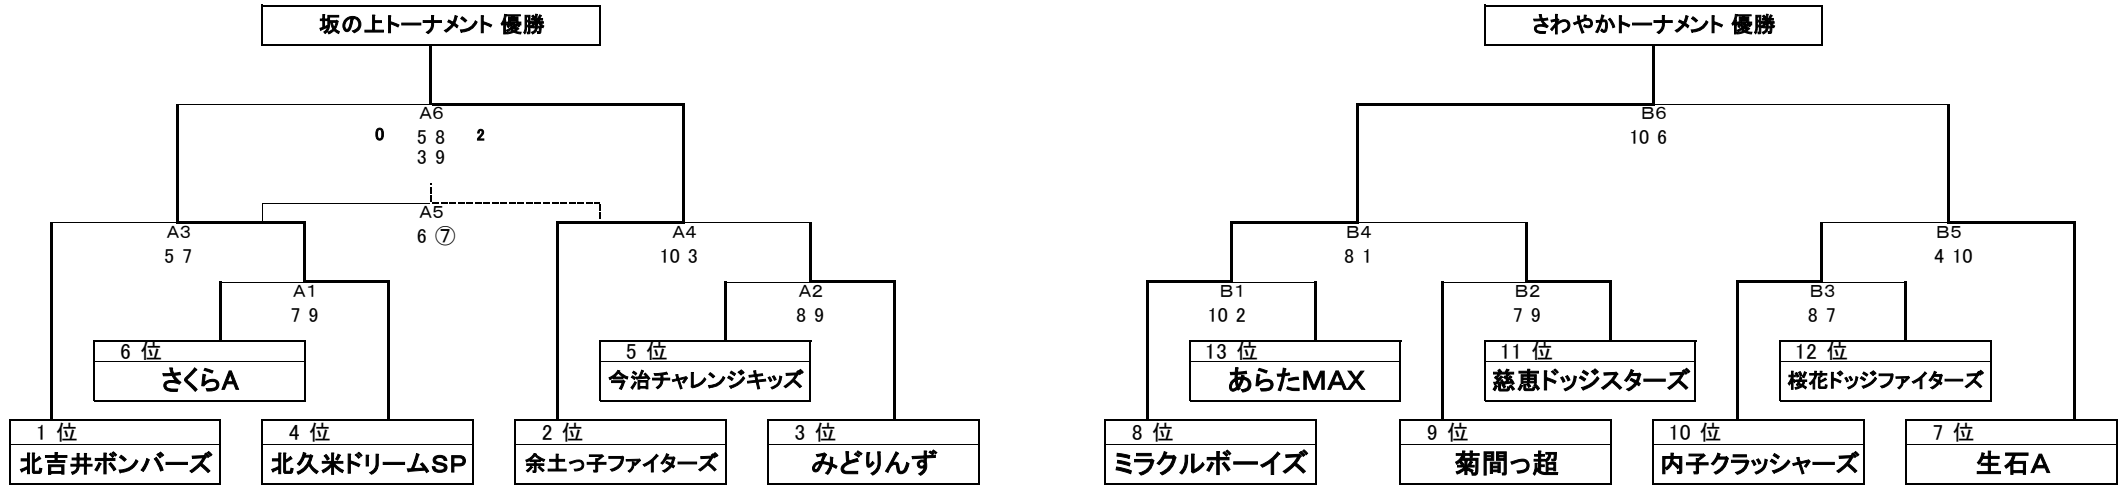 坂の上トーナメント 優勝
A6
0 5 8 2
3 9
A5
6 ⑦
A3
5 7
A4
10 3
A1
7 9
A2
8 9
6 位
さくらA
5 位
今治チャレンジキッズ
1 位
北吉井ボンバーズ
4 位
北久米ドリームSP
2 位
余土っ子ファイターズ
3 位
みどりんず
さわやかトーナメント 優勝
B6
10 6
B4
8 1
B5
4 10
B1
10 2
B2
7 9
B3
8 7
13 位
あらたMAX
11 位
慈恵ドッジスターズ
12 位
桜花ドッジファイターズ
8 位
ミラクルボーイズ
9 位
菊間っ超
10 位
内子クラッシャーズ
7 位
生石A